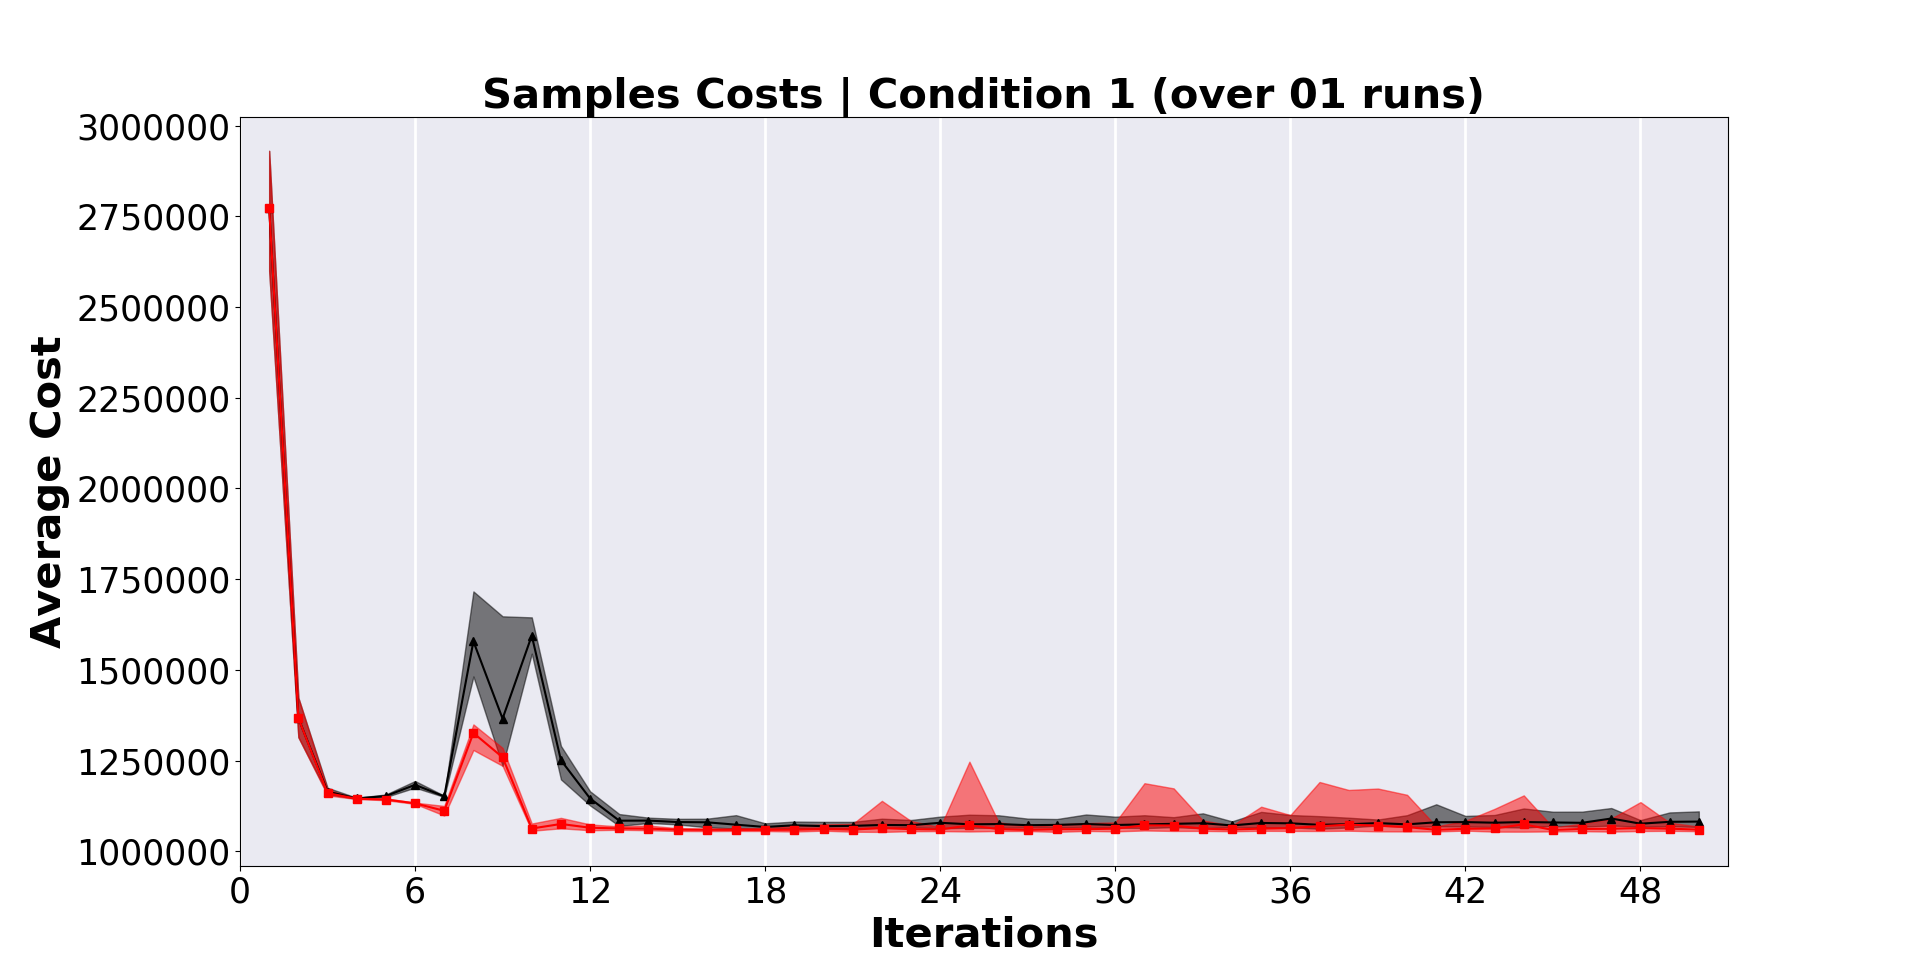 Samples Costs | Condition 1 (over 01 runs)
3000000
2750000
2500000
2250000
2000000
1750000
1500000
1250000
1000000
Average Cost
0 6 12 18 24 30 36 42 48
Iterations